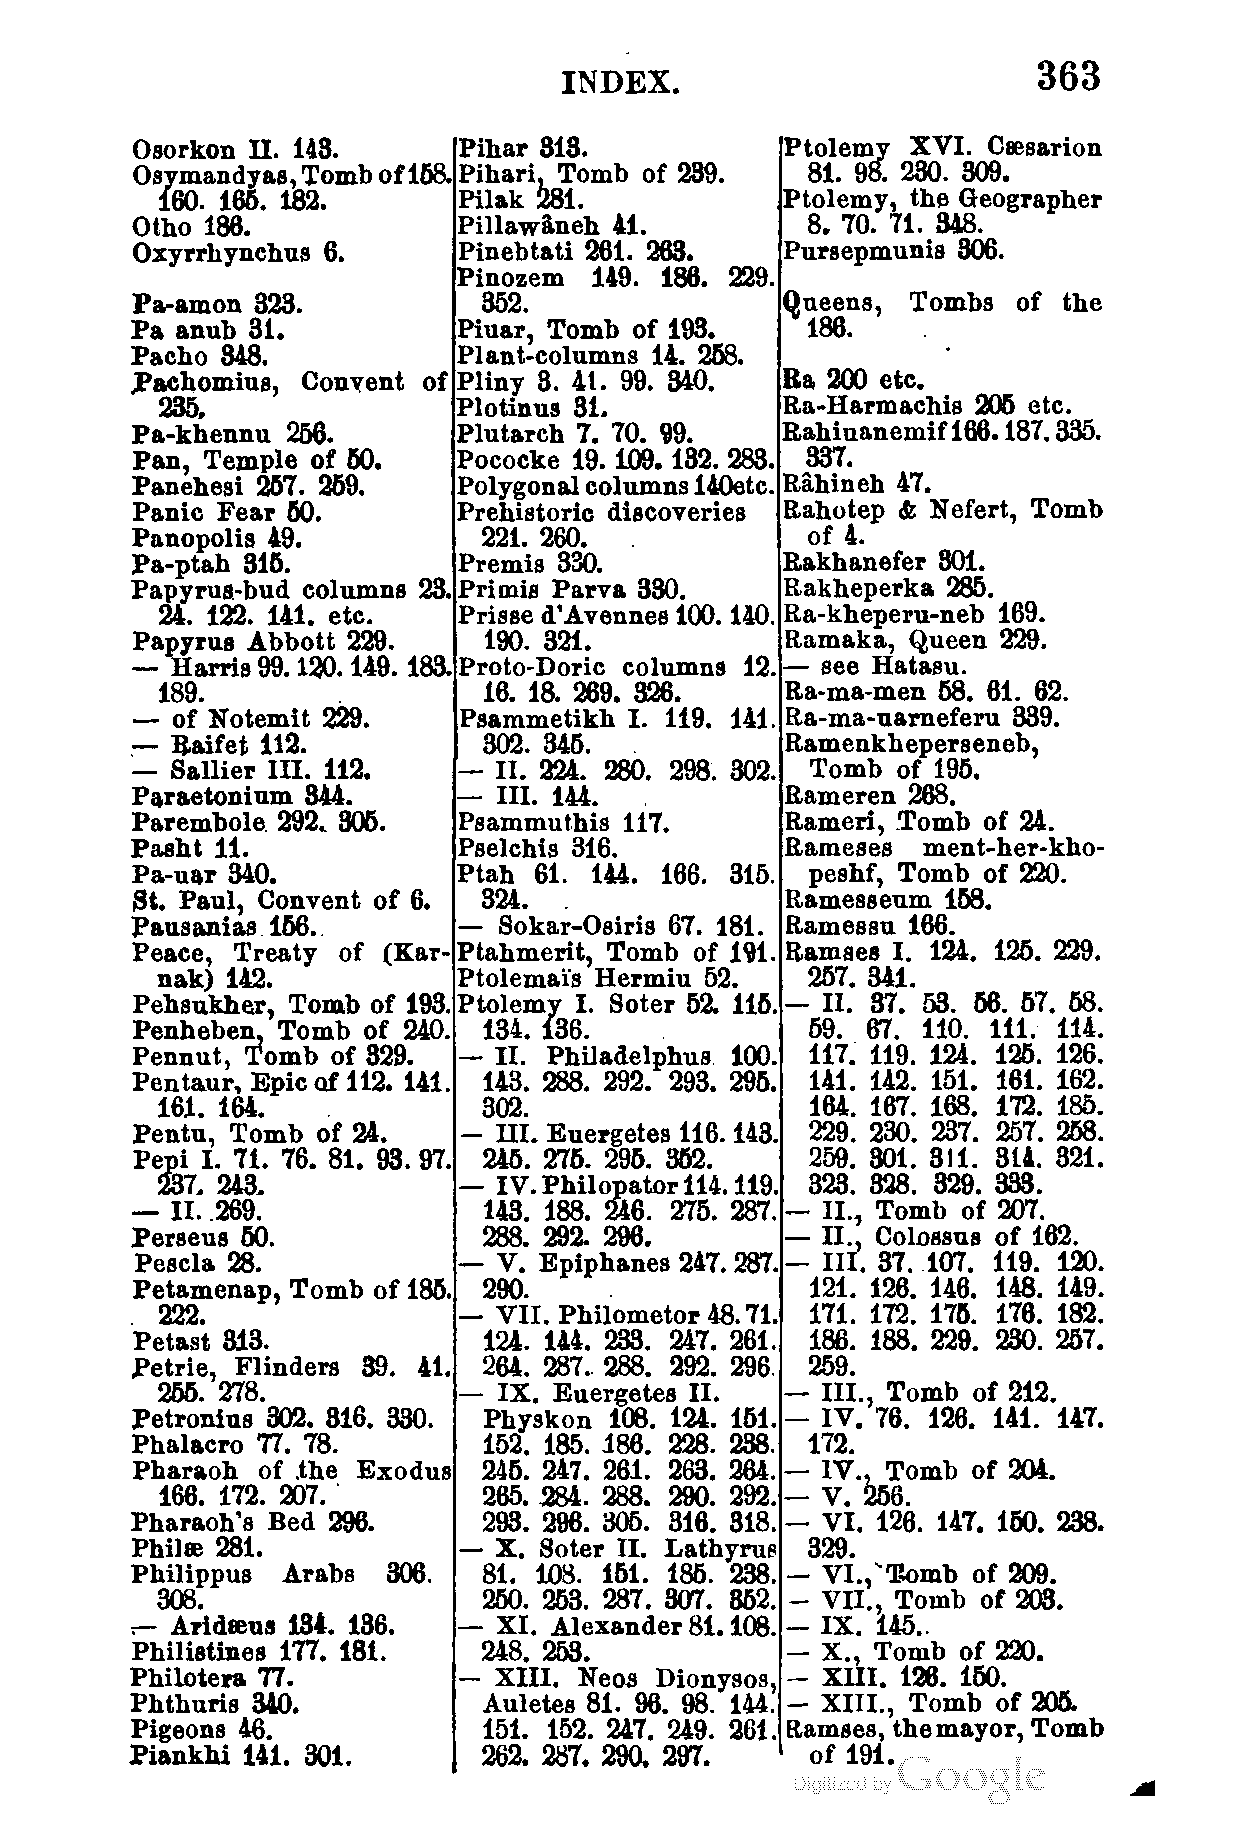 INDEX.
363
Osorkon II. 143.
Osymandyas, Tomb of 158.
160. 165. 182.
Otho 186.
Oxyrrhynchus 6.
Pa-amon 323.
Pa anub 31.
Pacho 348.
Pachomius, Convent of
235.
Pa-khennu 256.
Pan, Temple of 50.
Panehesi 257. 259.
Panic Fear 50.
Panopolis 49.
Pa-ptah 315.
Papyrus-bud columns 23.
24. 122. 141. etc.
Papyrus Abbott 229.
— Harris 99. 120. 149. 183.
189.
— of Notemit 229.
— Raifet 112.
— Sallier III. 112.
Paraetonium 344.
Parembole 292. 305.
Pasht 11.
Pa-uar 340.
St. Paul, Convent of 6.
Pausanias 156.
Peace, Treaty of (Kar-
nak) 142.
Pehsukher, Tomb of 193.
Penheben, Tomb of 240.
Pennut, Tomb of 329.
Pentaur, Epic of 112. 141.
161. 164.
Pentu, Tomb of 24.
Pepi I. 71. 76. 81. 93. 97.
237. 243.
— II. 269.
Perseus 50.
Pescla 28.
Petamenap, Tomb of 185.
222.
Petast 313.
Petrie, Flinders 39. 41.
255. 278.
Petronius 302. 316. 330.
Phalacro 77. 78.
Pharaoh of the Exodus
166. 172. 207.
Pharaoh's Bed 296.
Philæ 281.
Philippus Arabs 306.
308.
— Aridæus 134. 136.
Philistines 177. 181.
Philotera 77.
Phthuris 340.
Pigeons 46.
Piankhi 141. 301.
Pihar 313.
Pihari, Tomb of 239.
Pilak 281.
Pillawâneh 41.
Pinebtati 261. 263.
Pinozem 149. 186. 229.
352.
Piuar, Tomb of 193.
Plant-columns 14. 258.
Pliny 3. 41. 99. 340.
Plotinus 31.
Plutarch 7. 70. 99.
Pococke 19. 109. 132. 283.
Polygonal columns 140 etc.
Prehistoric discoveries
221. 260.
Premis 330.
Primis Parva 330.
Prisse d'Avennes 100. 140.
190. 321.
Proto-Doric columns 12.
16. 18. 269. 326.
Psammetikh I. 119. 141.
302. 345.
— II. 224. 280. 298. 302.
— III. 144.
Psammuthis 117.
Pselchis 316.
Ptah 61. 144. 166. 315.
324.
— Sokar-Osiris 67. 181.
Ptahmerit, Tomb of 191.
Ptolemaïs Hermiu 52.
Ptolemy I. Soter 52. 115.
134. 136.
— II. Philadelphus 100.
143. 288. 292. 293. 295.
302.
— III. Euergetes 116. 143.
245. 275. 295. 352.
— IV. Philopator 114. 119.
143. 188. 246. 275. 287.
288. 292. 296.
— V. Epiphanes 247. 287.
290.
— VII. Philometor 48. 71.
124. 144. 233. 247. 261.
264. 287. 288. 292. 296.
— IX. Euergetes II.
Physkon 108. 124. 151.
152. 185. 186. 228. 238.
245. 247. 261. 263. 264.
265. 284. 288. 290. 292.
293. 296. 305. 316. 318.
— X. Soter II. Lathyrus
81. 108. 151. 185. 238.
250. 253. 287. 307. 352.
— XI. Alexander 81. 108.
248. 253.
— XIII. Neos Dionysos,
Auletes 81. 96. 98. 144.
151. 152. 247. 249. 261.
262. 287. 290. 297.
Ptolemy XVI. Cæsarion
81. 98. 230. 309.
Ptolemy, the Geographer
8. 70. 71. 348.
Pursepmunis 306.
Queens, Tombs of the
186.
Ra 200 etc.
Ra-Harmachis 205 etc.
Rahinanemif 166. 187. 335.
337.
Râhineh 47.
Rahotep & Nefert, Tomb
of 4.
Rakhanefer 301.
Rakheperka 285.
Ra-kheperu-neb 169.
Ramaka, Queen 229.
— see Hatasu.
Ra-ma-men 58. 61. 62.
Ra-ma-uarneferu 339.
Ramenkheperseneb,
Tomb of 195.
Rameren 268.
Rameri, Tomb of 24.
Rameses ment-her-kho-
peshf, Tomb of 220.
Ramesseum 158.
Ramessu 166.
Ramses I. 124. 125. 229.
257. 341.
— II. 37. 53. 56. 57. 58.
59. 67. 110. 111. 114.
117. 119. 124. 125. 126.
141. 142. 151. 161. 162.
164. 167. 168. 172. 185.
229. 230. 237. 257. 258.
259. 301. 311. 314. 321.
323. 328. 329. 333.
— II., Tomb of 207.
— II., Colossus of 162.
— III. 37. 107. 119. 120.
121. 126. 146. 148. 149.
171. 172. 175. 176. 182.
186. 188. 229. 230. 257.
259.
— III., Tomb of 212.
— IV. 76. 126. 141. 147.
172.
— IV., Tomb of 204.
— V. 256.
— VI. 126. 147. 150. 238.
329.
— VI., Tomb of 209.
— VII., Tomb of 203.
— IX. 145.
— X., Tomb of 220.
— XIII. 126. 150.
— XIII., Tomb of 205.
Ramses, the mayor, Tomb
of 191.
Digitized by Google